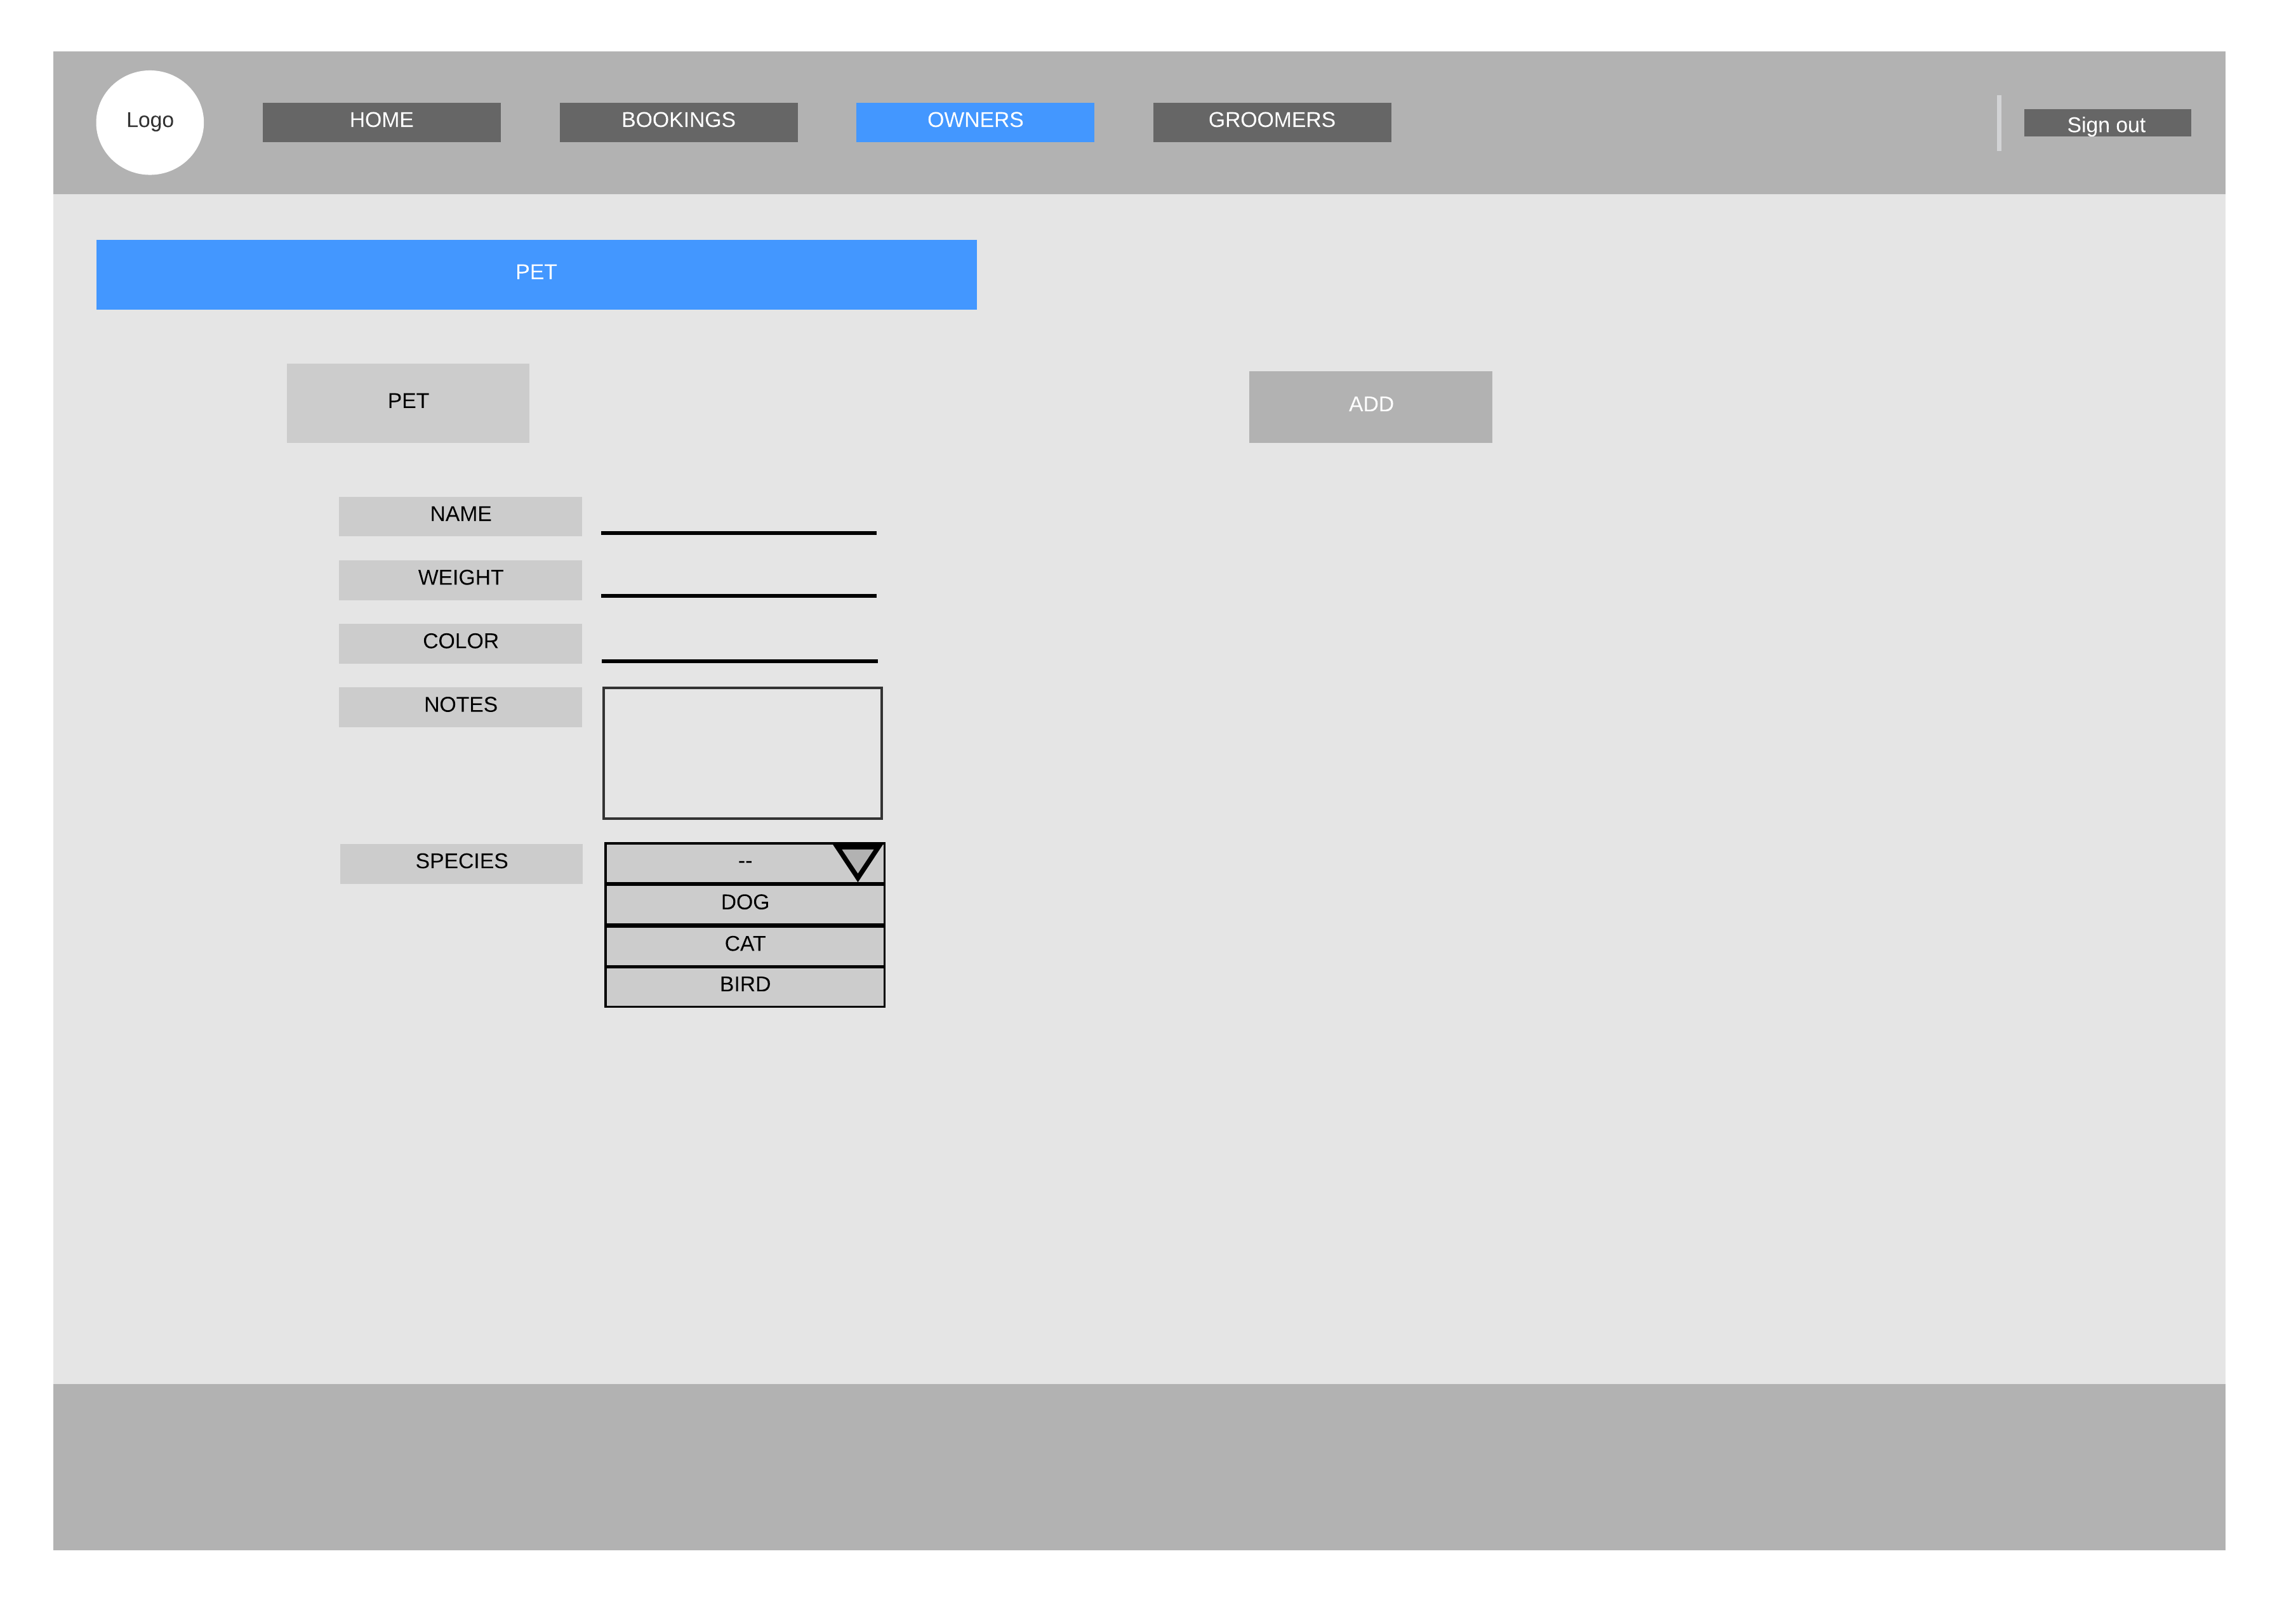 Logo
HOME
BOOKINGS
OWNERS
GROOMERS
Sign out
PET
PET
ADD
NAME
WEIGHT
COLOR
NOTES
SPECIES
--
DOG
CAT
BIRD